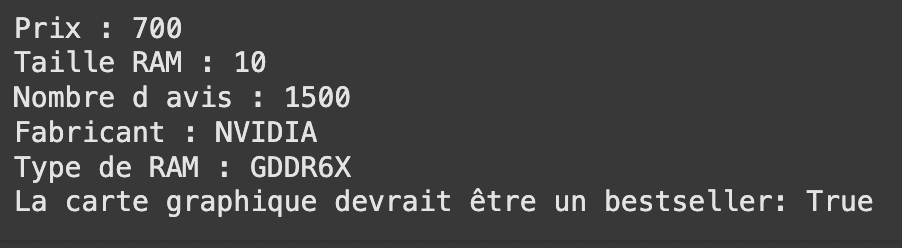 Prix : 700
Taille RAM : 10
Nombre d avis : 1500
Fabricant : NVIDIA
Type de RAM : GDDR6X
La carte graphique devrait être un bestseller: True